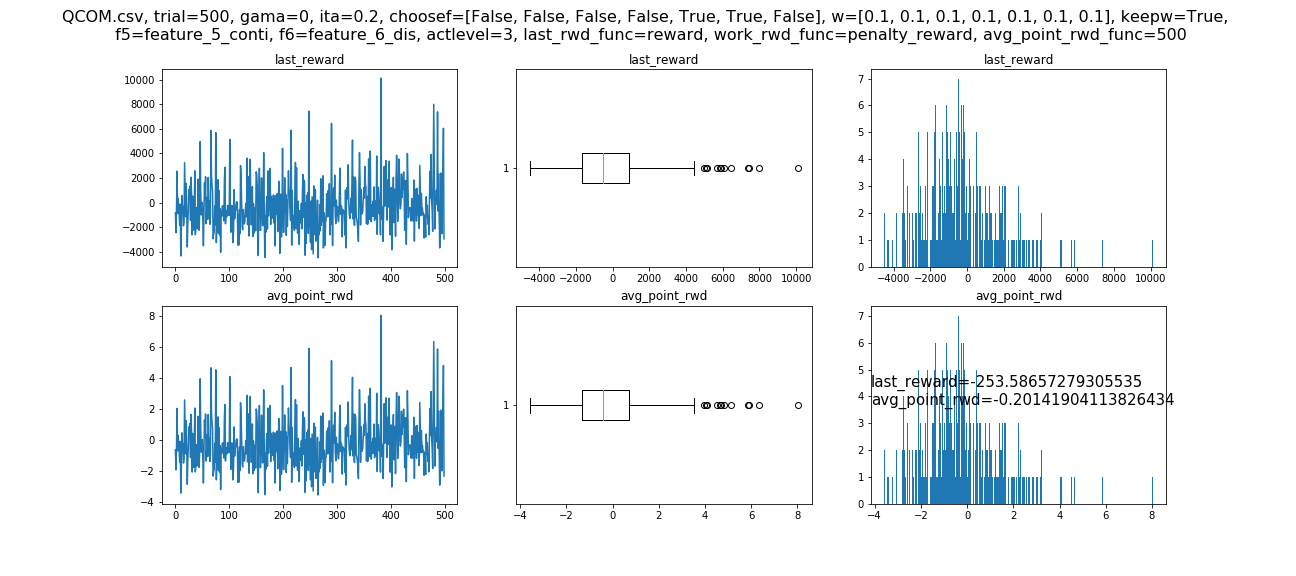 QCOM.csv, trial=500, gama=0, ita=0.2, choosef=[False, False, False, False, True, True, False], w=[0.1, 0.1, 0.1, 0.1, 0.1, 0.1, 0.1], keepw=True,
f5=feature_5_conti, f6=feature_6_dis, actlevel=3, last_rwd_func=reward, work_rwd_func=penalty_reward, avg_point_rwd_func=500
last_reward
10000
8000
6000
4000
2000
0
−2000
−4000
0 100 200 300 400 500
last_reward
1
−4000 −2000 0 2000 4000 6000 8000 10000
last_reward
7
6
5
4
3
2
1
0
−4000 −2000 0 2000 4000 6000 8000 10000
avg_point_rwd
8
6
4
2
0
−2
−4
0 100 200 300 400 500
avg_point_rwd
1
−4 −2 0 2 4 6 8
avg_point_rwd
7
6
5
4
3
2
1
0
last_reward=-253.58657279305535
avg_point_rwd=-0.20141904113826434
−4 −2 0 2 4 6 8